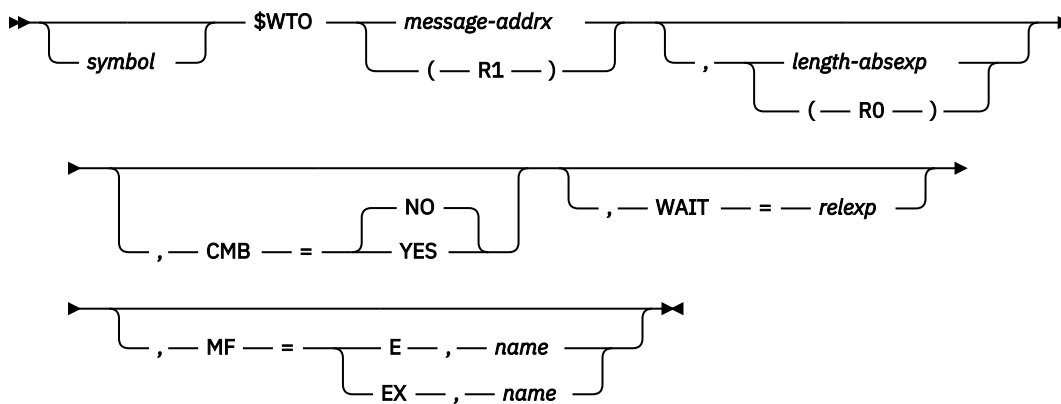 $WTO message-addrx
symbol ( R1 ) , length-absexp
( R0 )
NO
, CMB = YES , WAIT = relexp
, MF = E , name
EX , name